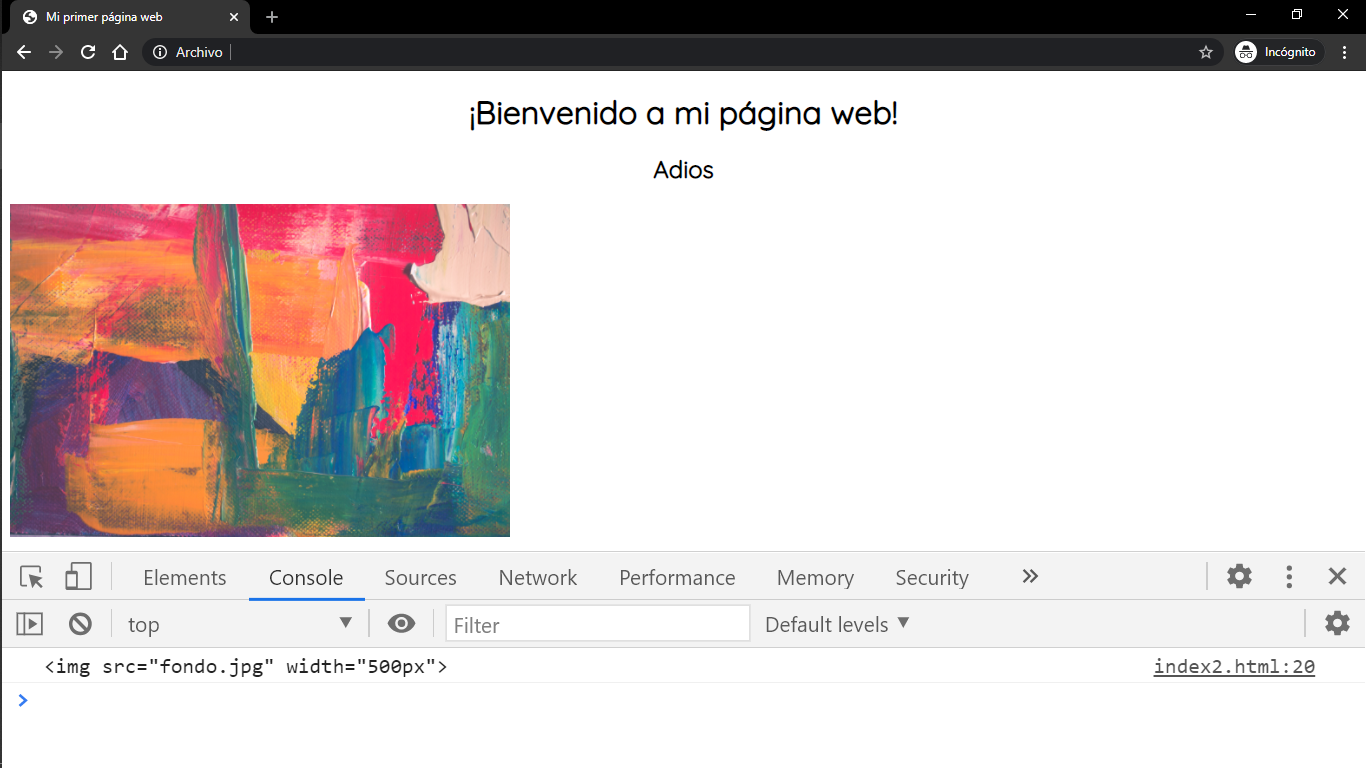 Mi primer página web
Archivo
Incógnito
¡Bienvenido a mi página web!
Adios
Elements Console Sources Network Performance Memory Security
top Filter Default levels
<img src="fondo.jpg" width="500px"> index2.html:20